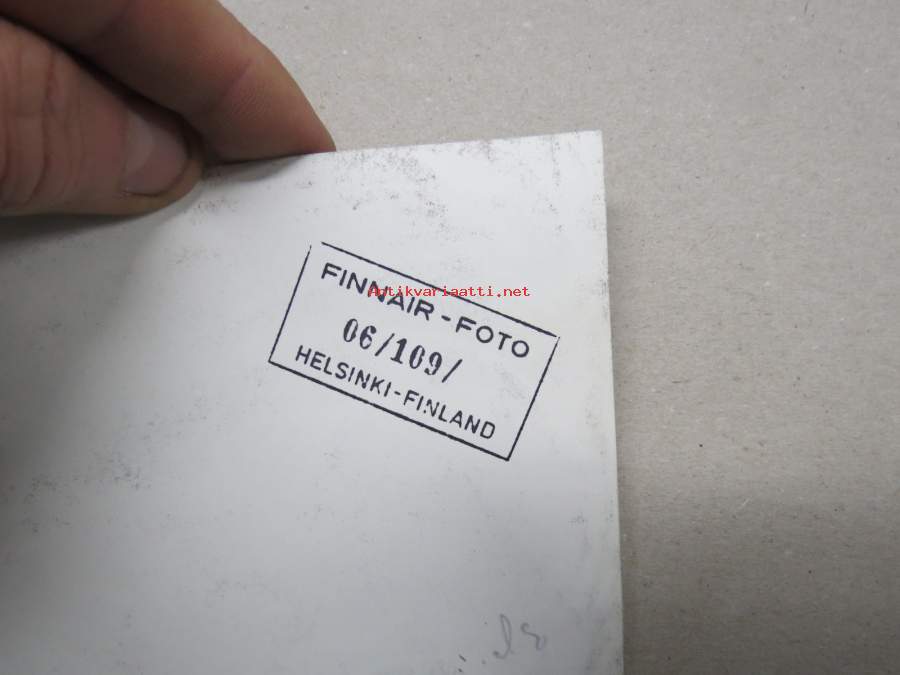 FINNAIR-FOTO
Antikvariaatti.net
06/109/
HELSINKI-FINLAND